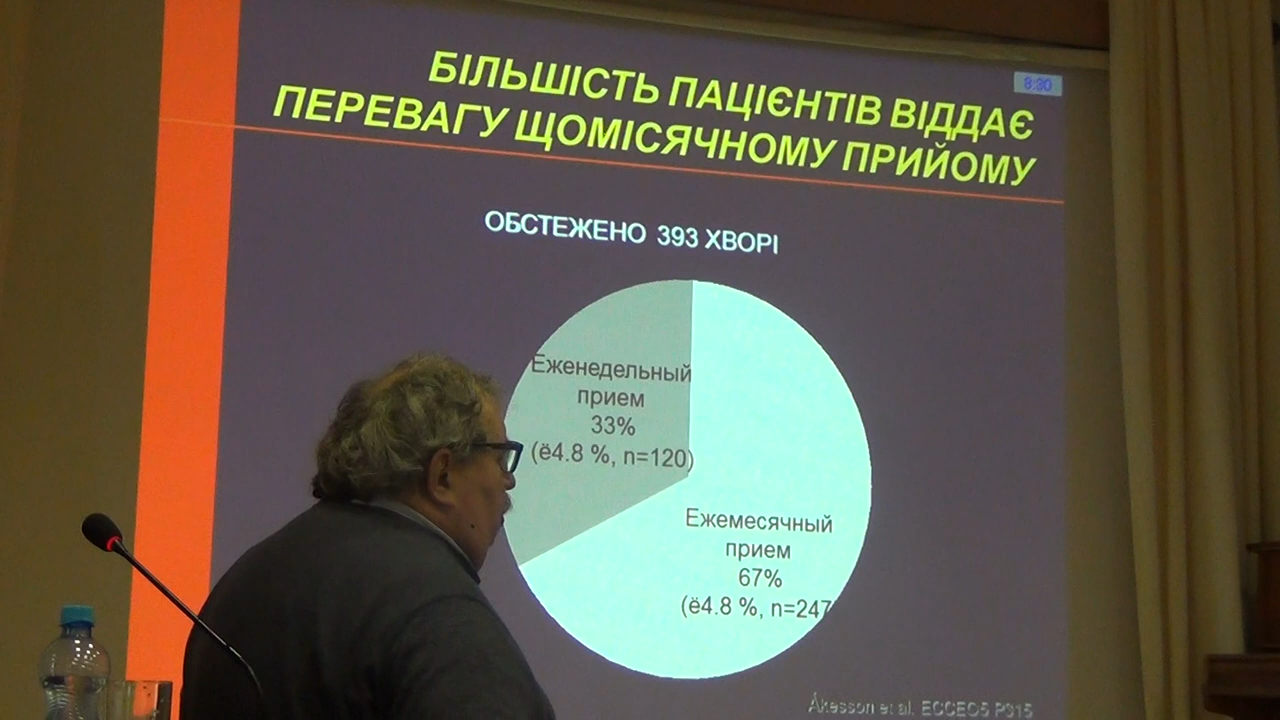 8:30
БІЛЬШІСТЬ ПАЦІЄНТІВ ВІДДАЄ
ПЕРЕВАГУ ЩОМІСЯЧНОМУ ПРИЙОМУ
ОБСТЕЖЕНО 393 ХВОРІ
Еженедельный
прием
33%
(ё4.8 %, n=120)
Ежемесячный
прием
67%
(ё4.8 %, n=247
Åkesson et al. ECCEO5 P315